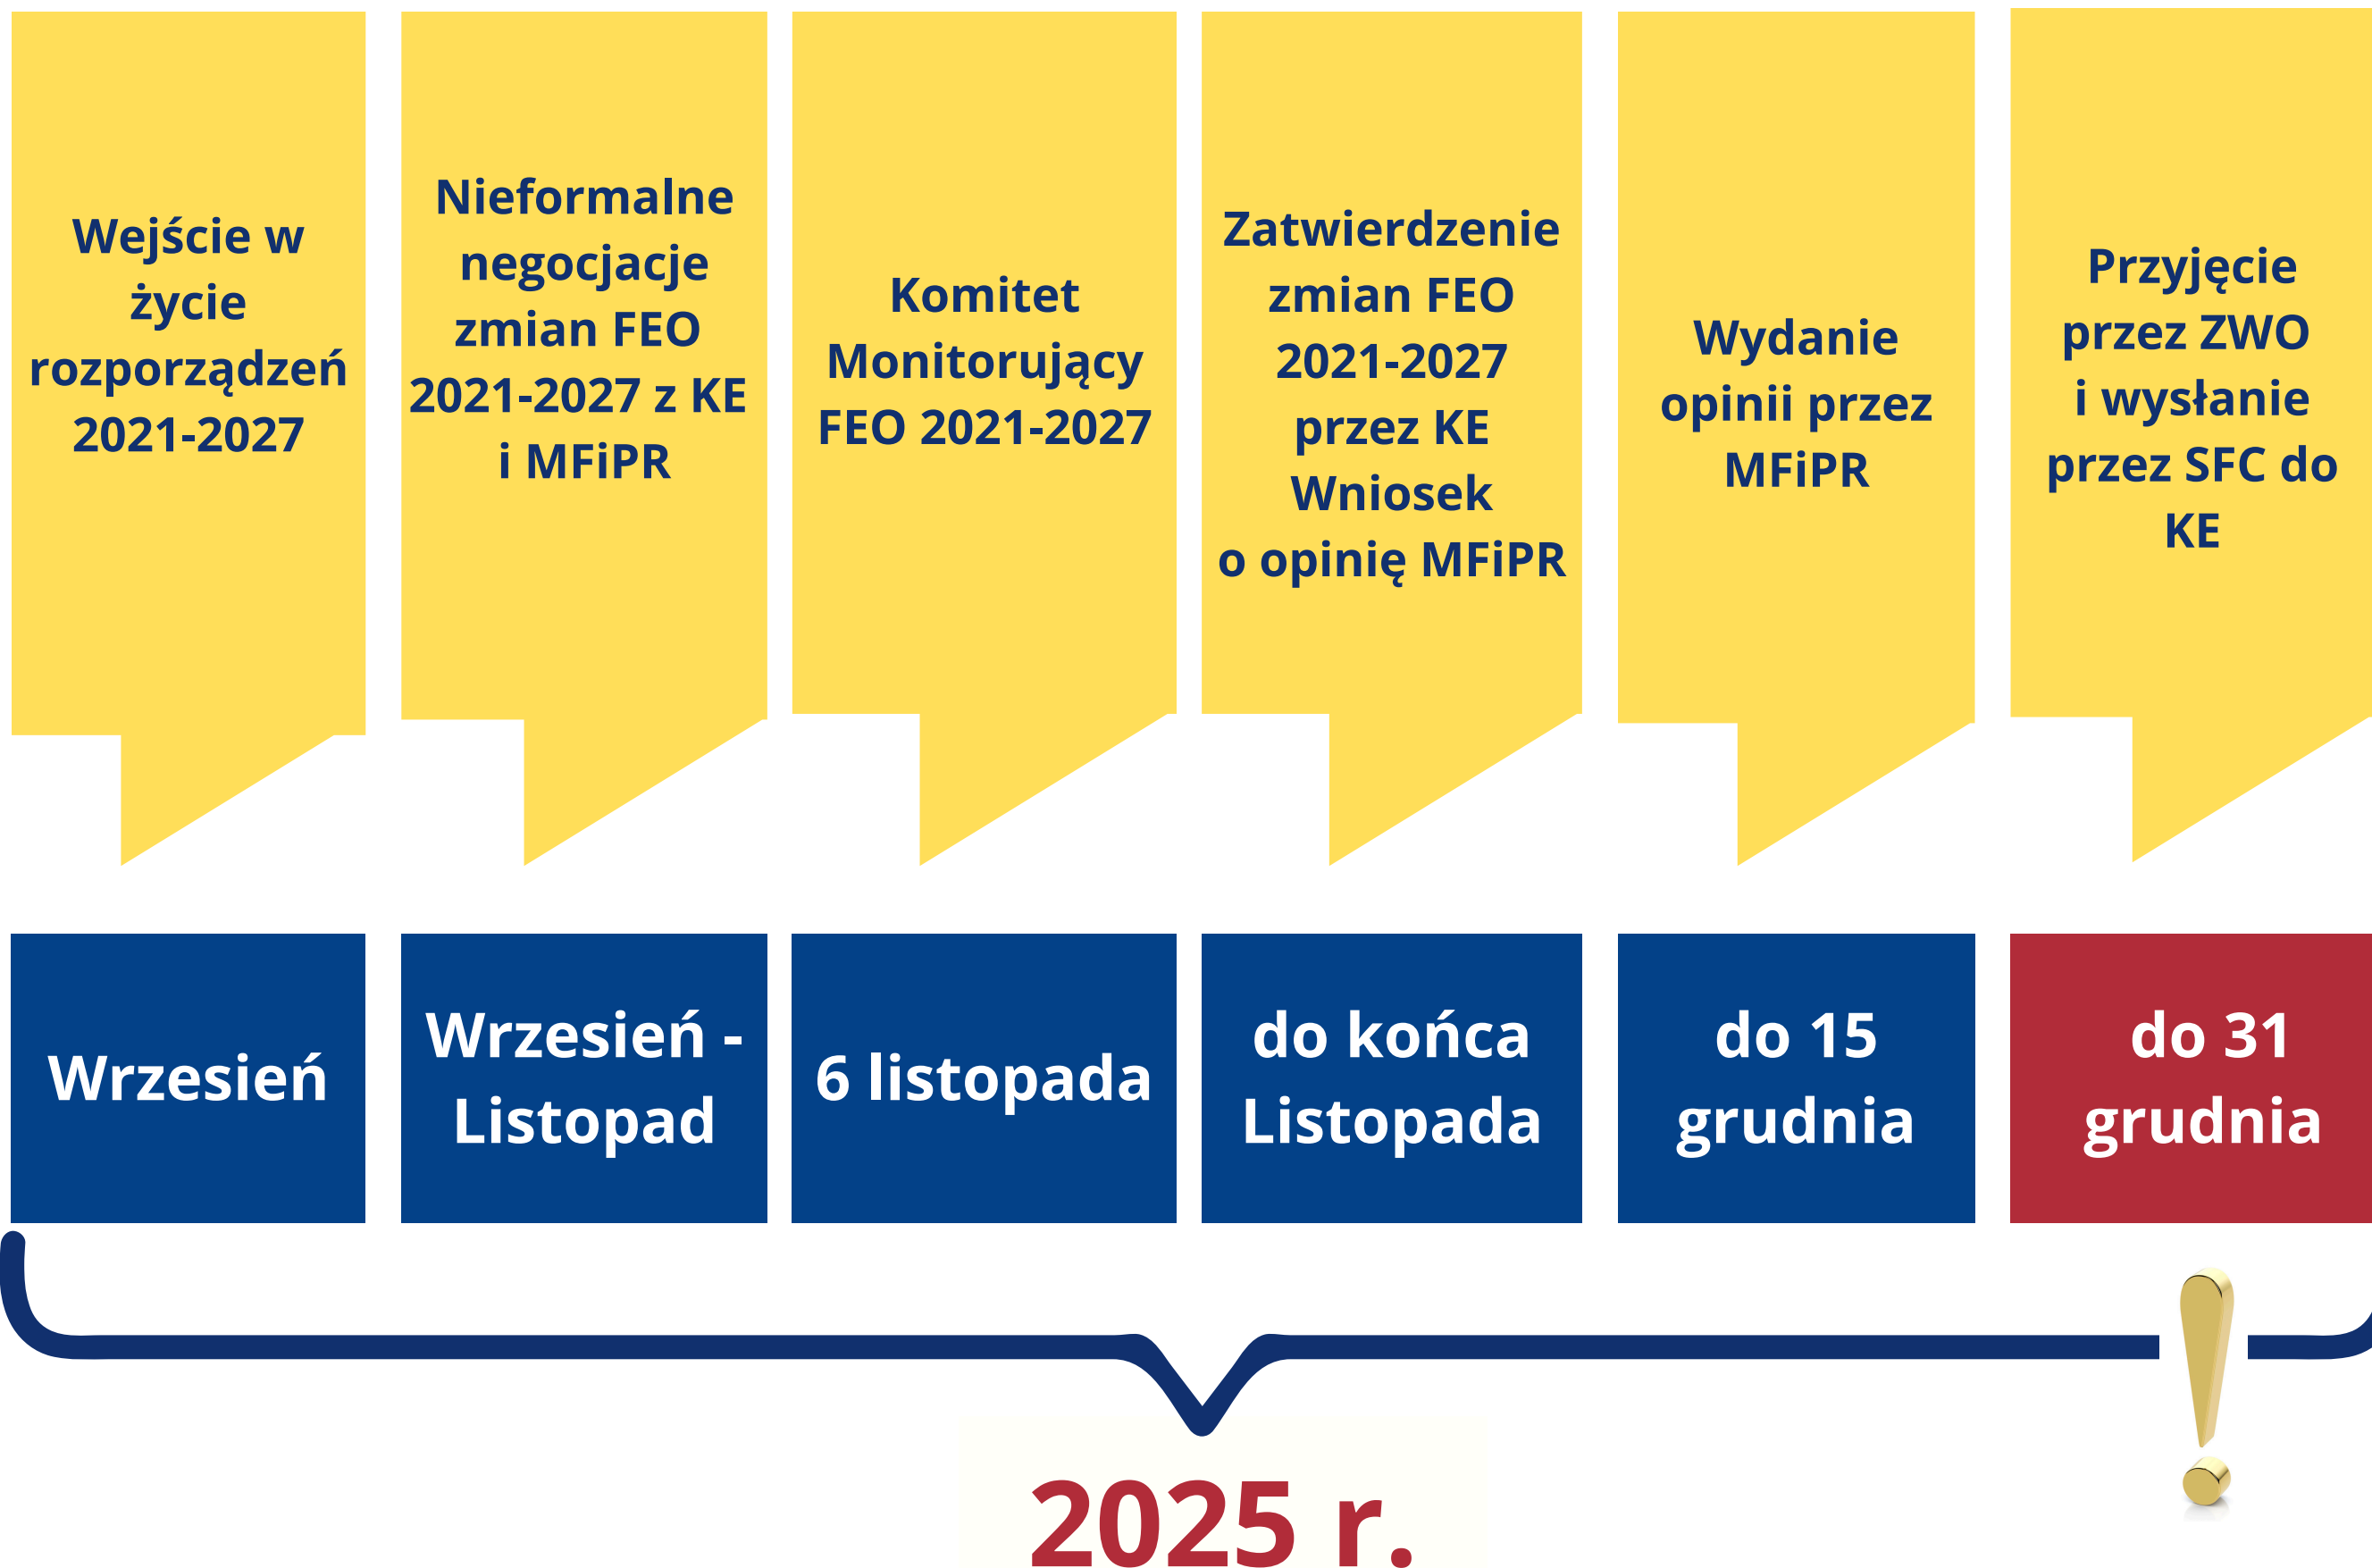 Wejście w
życie
rozporządzeń
2021-2027
Nieformalne
negocjacje
zmian FEO
2021-2027 z KE
i MFiPR
Komitet
Monitorujący
FEO 2021-2027
Zatwierdzenie
zmian FEO
2021-2027
przez KE
Wniosek
o opinię MFiPR
Wydanie
opinii przez
MFiPR
Przyjęcie
przez ZWO
i wysłanie
przez SFC do
KE
Wrzesień
Wrzesień -
Listopad
6 listopada
do końca
Listopada
do 15
grudnia
do 31
grudnia
2025 r.